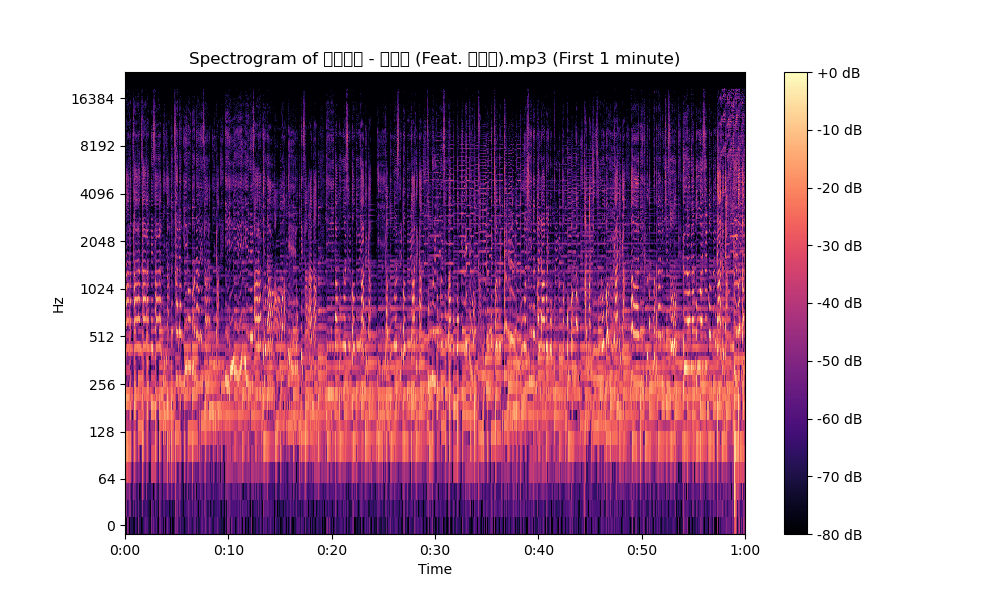 Spectrogram of □□□□ - □□□ (Feat. □□□).mp3 (First 1 minute)
Hz
16384
8192
4096
2048
1024
512
256
128
64
0
0:00 0:10 0:20 0:30 0:40 0:50 1:00
Time
+0 dB
-10 dB
-20 dB
-30 dB
-40 dB
-50 dB
-60 dB
-70 dB
-80 dB